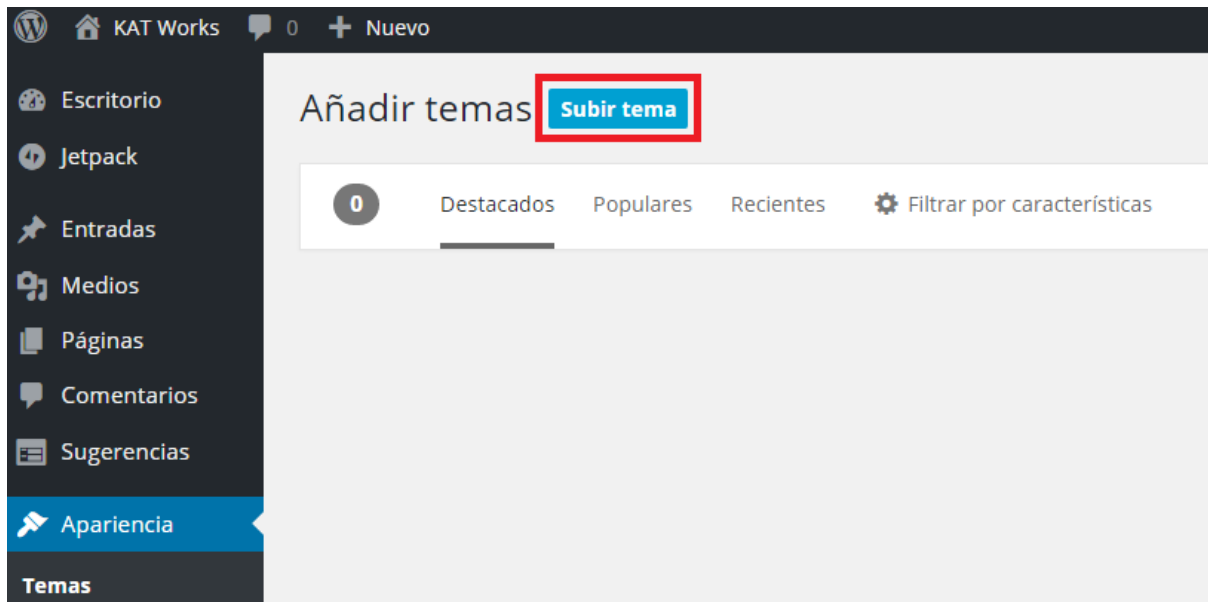 KAT Works 0 Nuevo
Escritorio
Jetpack
Entradas
Medios
Páginas
Comentarios
Sugerencias
Apariencia
Temas
Añadir temas Subir tema
0 Destacados Populares Recientes Filtrar por características